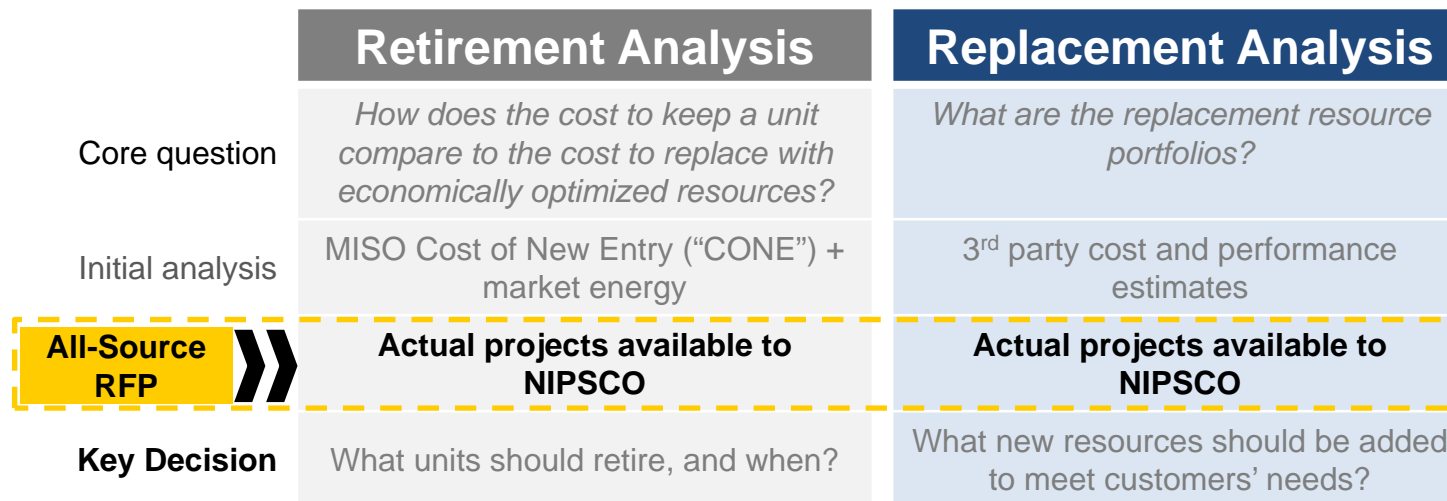 Retirement Analysis
Replacement Analysis
Core question
How does the cost to keep a unit
compare to the cost to replace with
economically optimized resources?
What are the replacement resource
portfolios?
Initial analysis
MISO Cost of New Entry (“CONE”) +
market energy
3rd party cost and performance
estimates
All-Source
RFP
Actual projects available to
NIPSCO
Actual projects available to
NIPSCO
Key Decision
What units should retire, and when?
What new resources should be added
to meet customers’ needs?